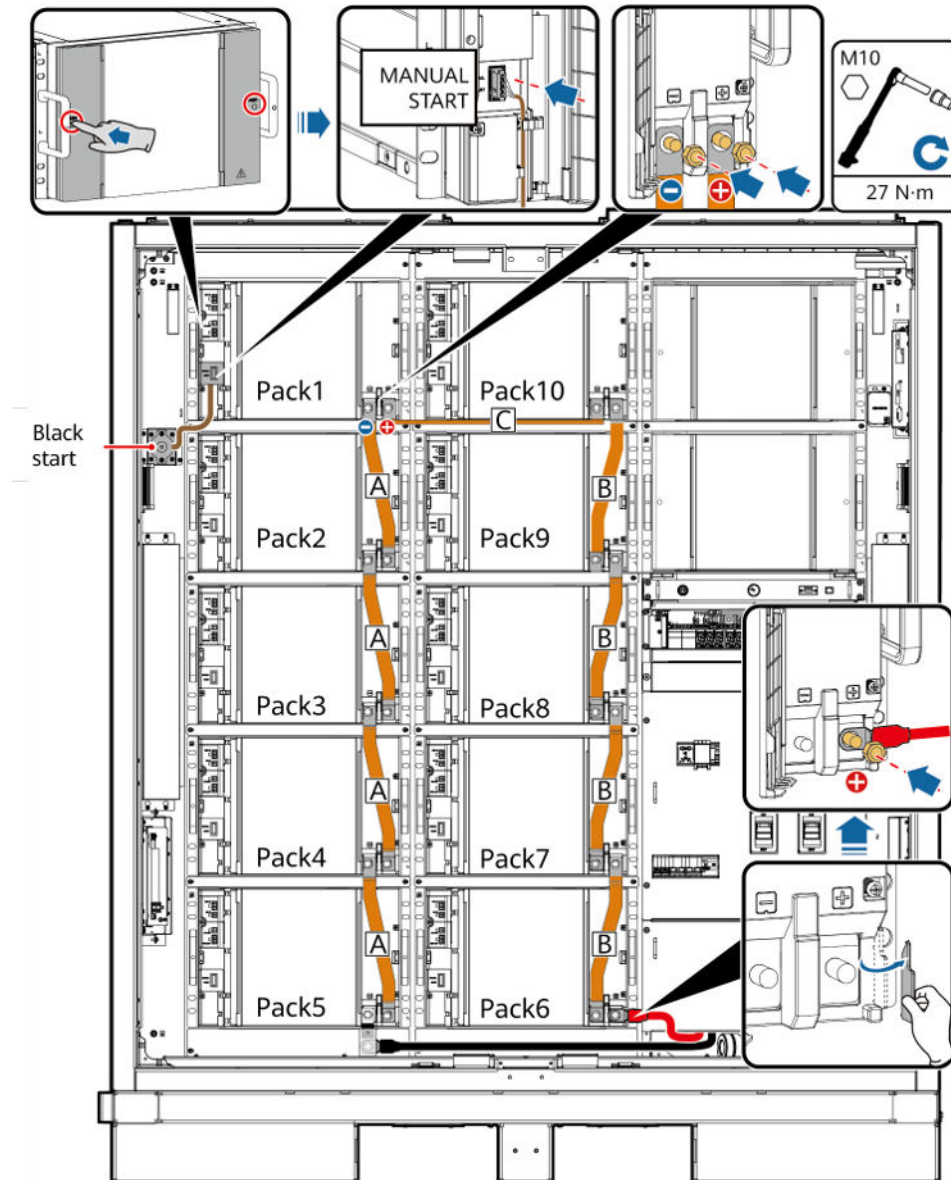 MANUAL
START
M10
27 N·m
Pack1
Pack10
C
Black
start
A
B
Pack2
Pack9
A
B
Pack3
Pack8
A
B
Pack4
Pack7
A
B
Pack5
Pack6